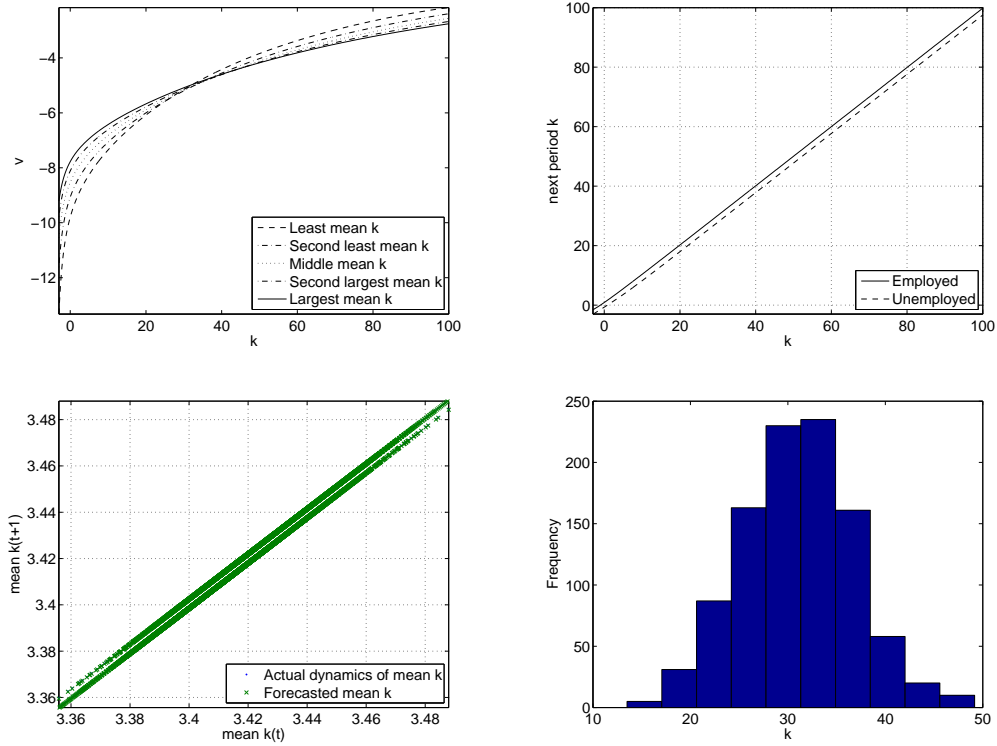 −4
−6
−8
−10
−12
v
0
20
40
60
80
100
k
Least mean k
Second least mean k
Middle mean k
Second largest mean k
Largest mean k
100
80
60
40
20
0
next period k
0
20
40
60
80
100
k
Employed
Unemployed
3.48
3.46
3.44
3.42
3.4
3.38
3.36
mean k(t+1)
3.36
3.38
3.4
3.42
3.44
3.46
3.48
mean k(t)
Actual dynamics of mean k
Forecasted mean k
250
200
150
100
50
0
Frequency
10
20
30
40
50
k